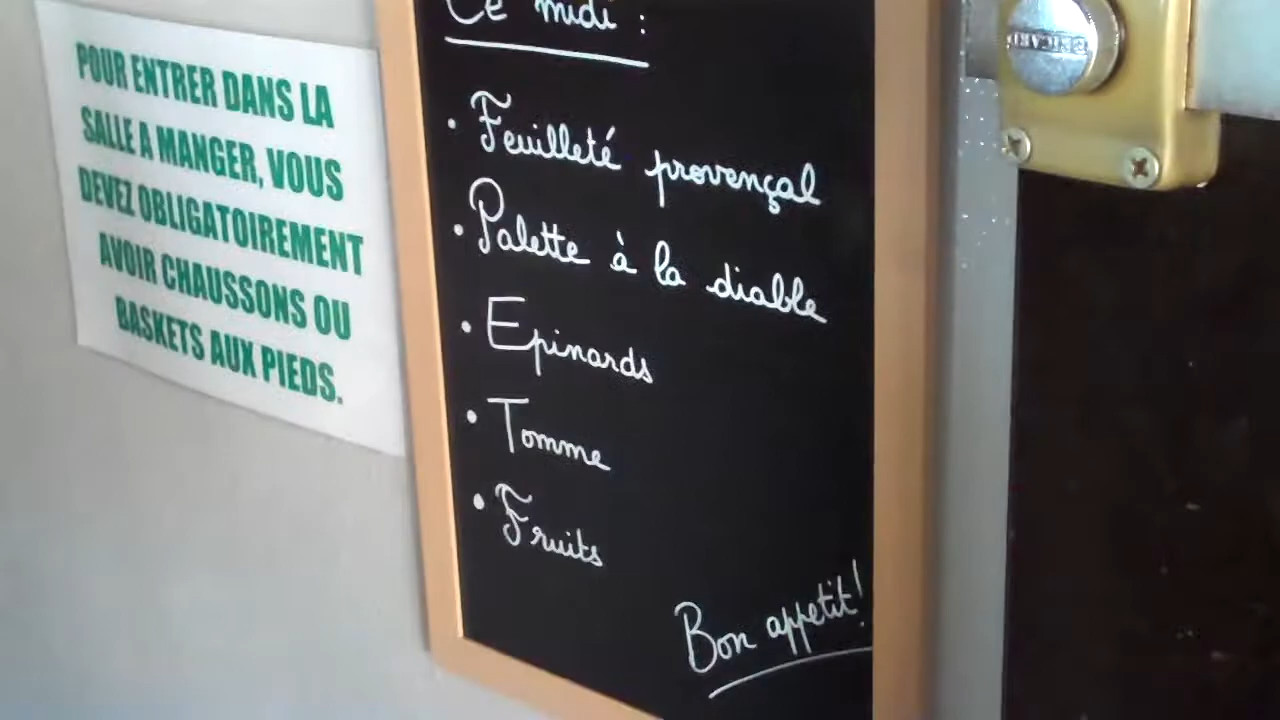 POUR ENTRER DANS LA
SALLE A MANGER, VOUS
DEVEZ OBLIGATOIREMENT
AVOIR CHAUSSONS OU
BASKETS AUX PIEDS.
Ce midi :
• Feuilleté provençal
• Palette à la diable
• Epinards
• Tomme
• Fruits
Bon appetit!